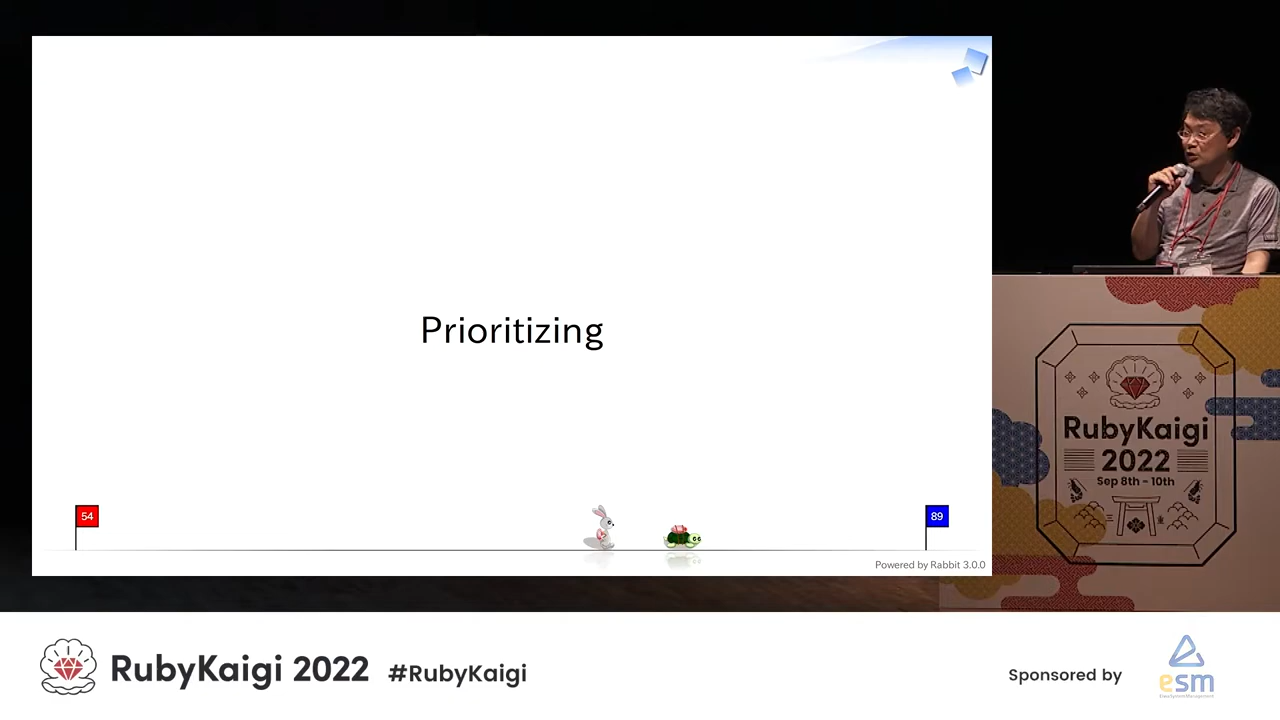 Prioritizing
54
89
Powered by Rabbit 3.0.0
RubyKaigi
2022
Sep 8th - 10th
RubyKaigi 2022 #RubyKaigi
Sponsored by
esm